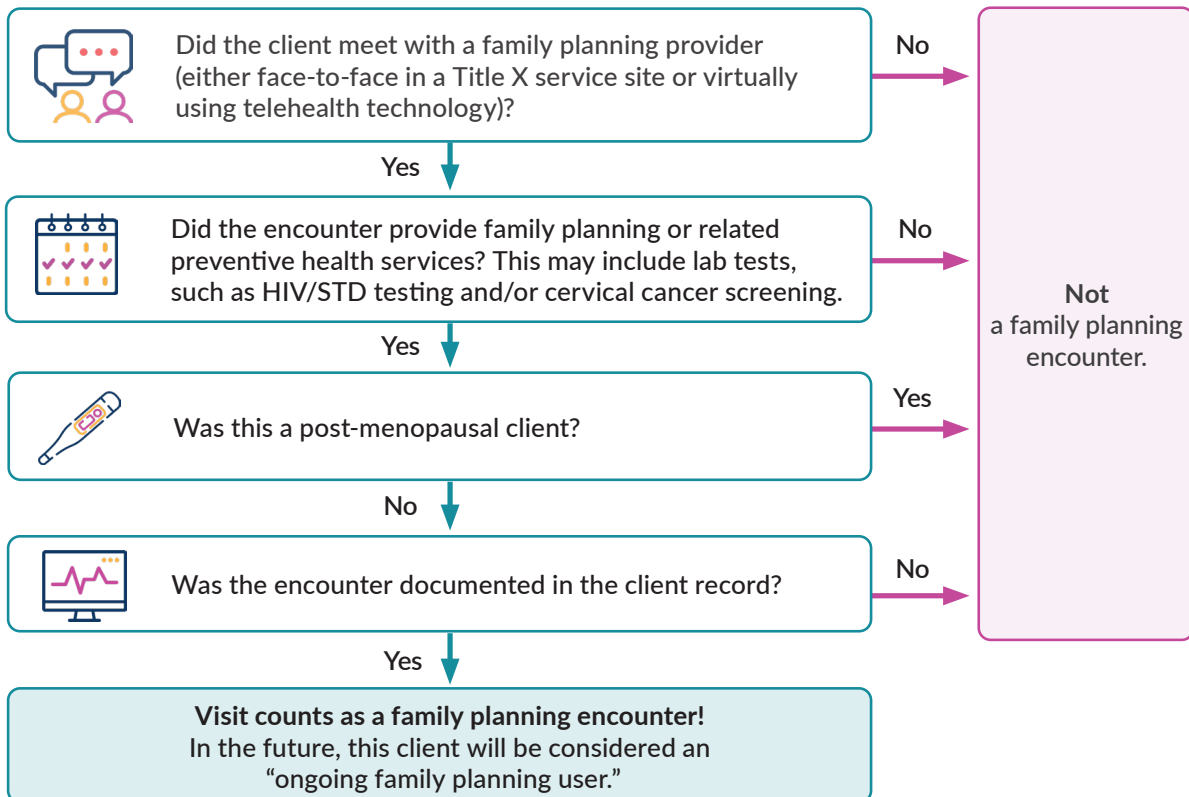 Did the client meet with a family planning provider
(either face-to-face in a Title X service site or virtually
using telehealth technology)?
No
Yes
Did the encounter provide family planning or related
preventive health services? This may include lab tests,
such as HIV/STD testing and/or cervical cancer screening.
No
Not
a family planning
encounter.
Yes
Was this a post-menopausal client?
Yes
No
Was the encounter documented in the client record?
No
Yes
Visit counts as a family planning encounter!
In the future, this client will be considered an
“ongoing family planning user.”